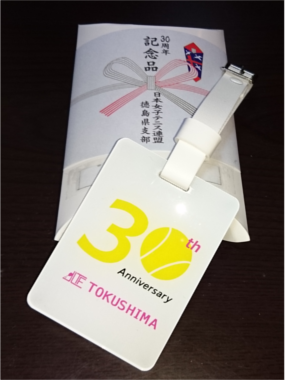 30周年
記念品
日本女子テニス連盟
徳島県支部
30th
Anniversary
TOKUSHIMA